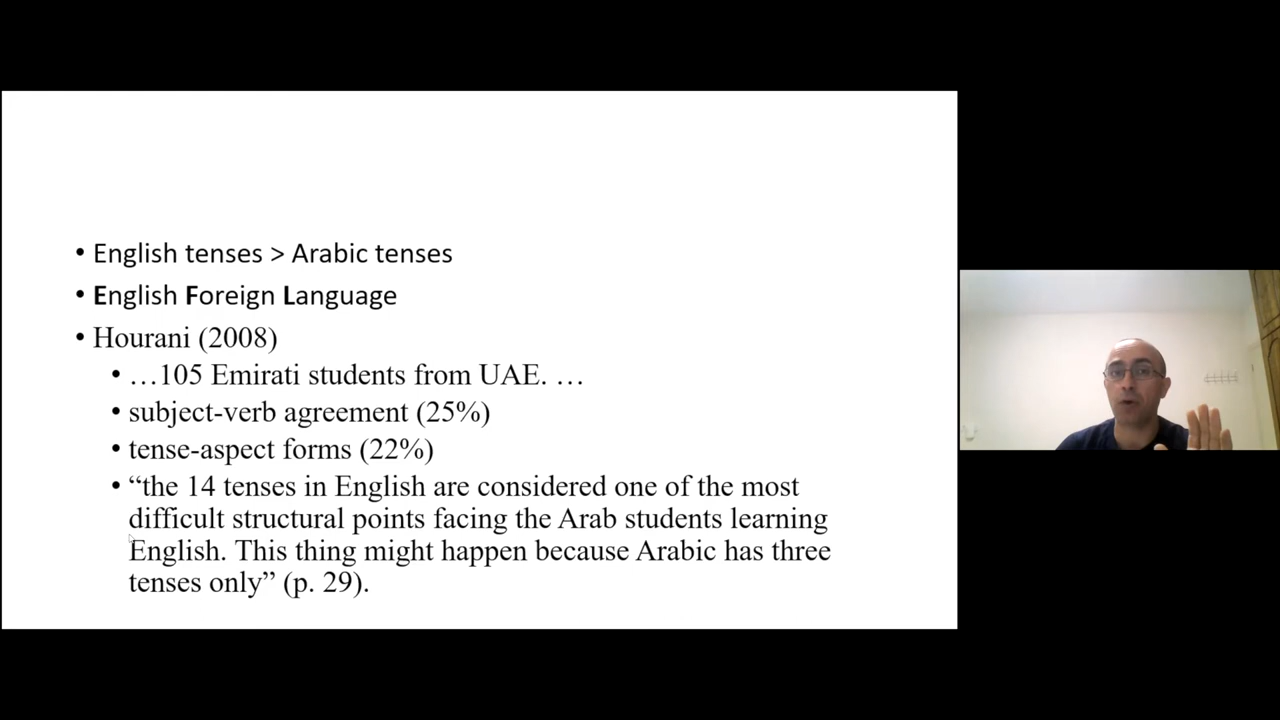 • English tenses > Arabic tenses
• English Foreign Language
• Hourani (2008)
• …105 Emirati students from UAE. …
• subject-verb agreement (25%)
• tense-aspect forms (22%)
• “the 14 tenses in English are considered one of the most
difficult structural points facing the Arab students learning
English. This thing might happen because Arabic has three
tenses only” (p. 29).